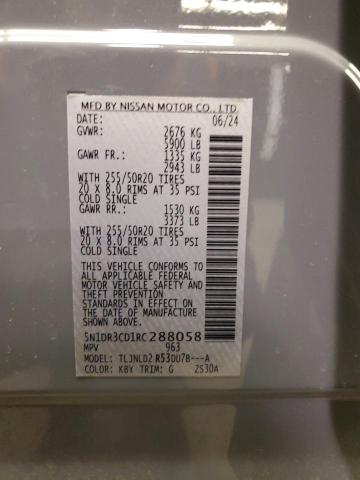 MFD BY NISSAN MOTOR CO., LTD.
DATE: 06/24
GVWR: 2676 KG
5900 LB
GAWR FR.: 1335 KG
2943 LB
WITH 255/50R20 TIRES
20 X 8.0 RIMS AT 35 PSI
COLD SINGLE
GAWR RR.: 1530 KG
3373 LB
WITH 255/50R20 TIRES
20 X 8.0 RIMS AT 35 PSI
COLD SINGLE
THIS VEHICLE CONFORMS TO
ALL APPLICABLE FEDERAL
MOTOR VEHICLE SAFETY AND
THEFT PREVENTION
STANDARDS IN EFFECT ON
THE DATE OF MANUFACTURE
SHOWN ABOVE
5N1DR3CD1RC288058
MPV 963
MODEL: TLJNLD2 R53DU7B---A
COLOR: KBY TRIM: G 2530A